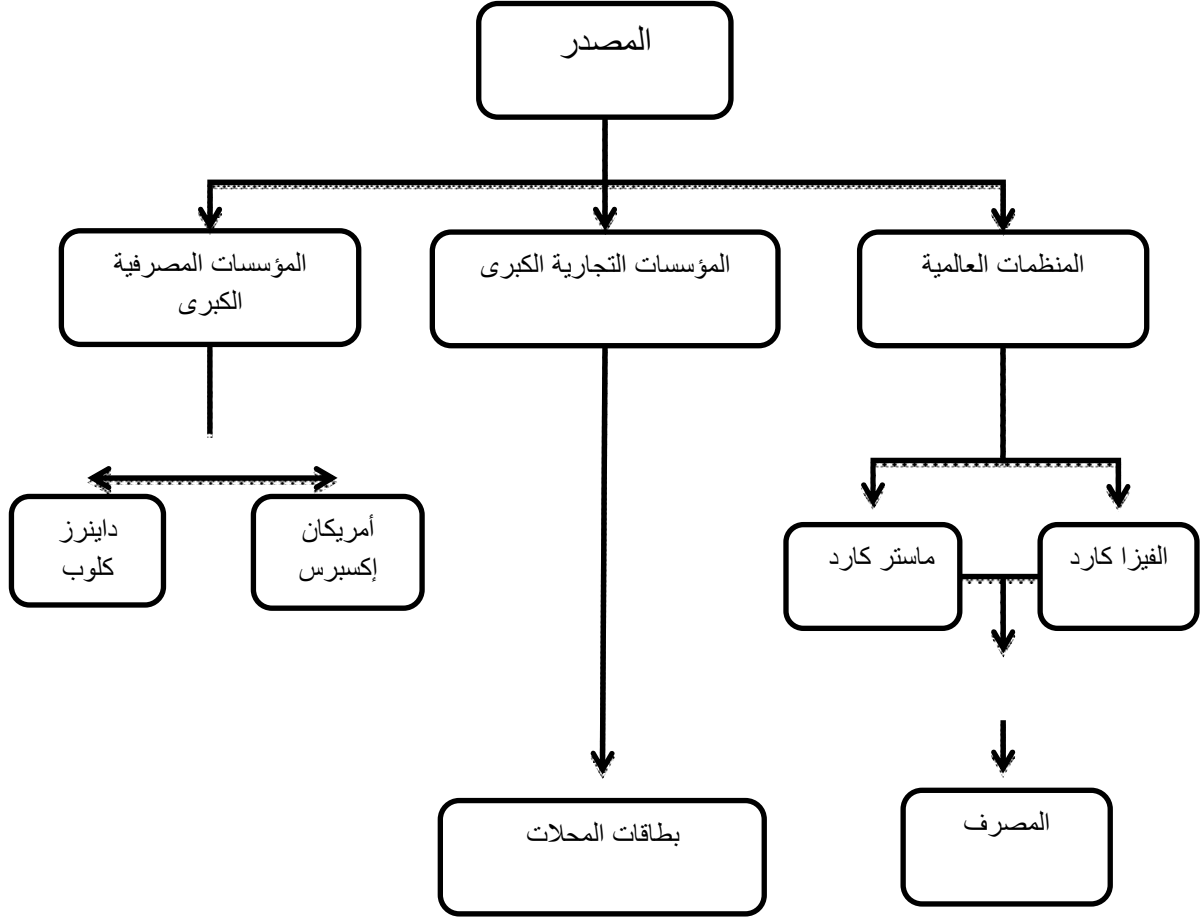 المصدر
المنظمات العالمية
المؤسسات التجارية الكبرى
المؤسسات المصرفية
الكبرى
الفيزا كارد
ماستر كارد
أمريكان
إكسبرس
داينرز
كلوب
المصرف
بطاقات المحلات